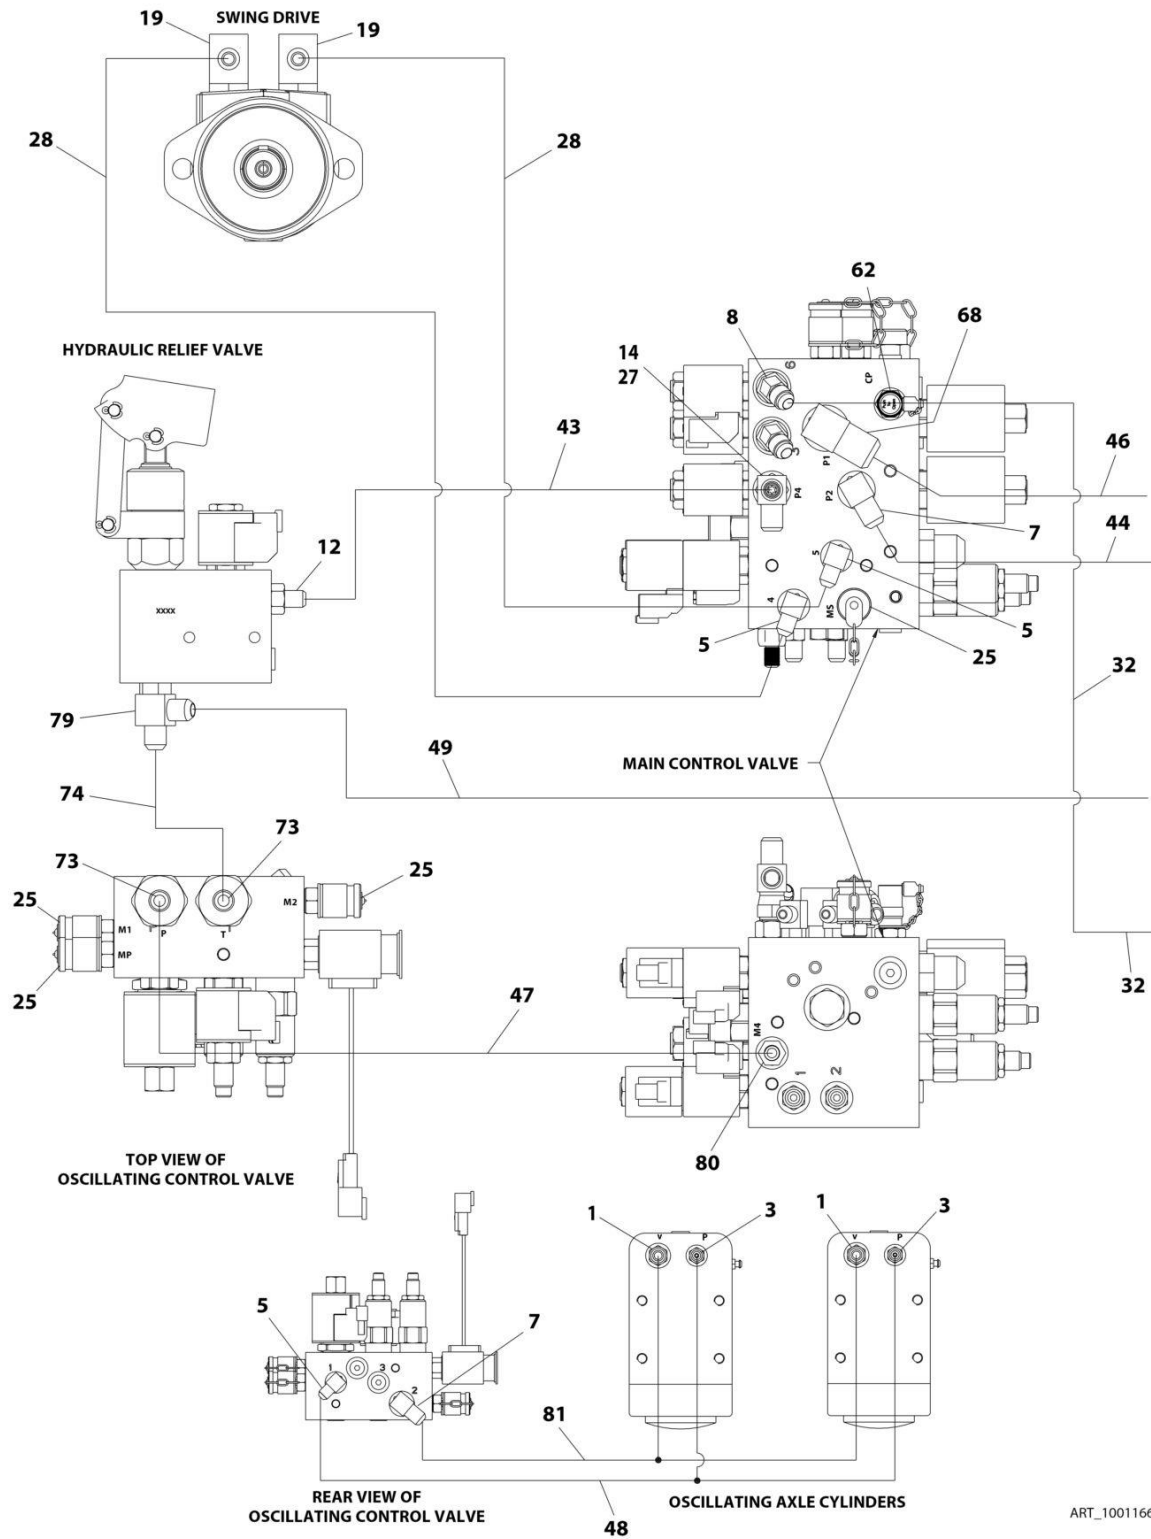 19
SWING DRIVE
19
28
28
62
8
68
14
27
HYDRAULIC RELIEF VALVE
6
CP
43
3
P1
46
P4
P2
7
44
12
xxxx
5
4
MS
5
5
25
32
79
49
MAIN CONTROL VALVE
74
73
73
25
25
M2
M1
P
T
MP
25
47
32
M4
1
2
80
TOP VIEW OF
OSCILLATING CONTROL VALVE
1
3
1
3
V
P
V
P
5
7
1
3
2
81
REAR VIEW OF
OSCILLATING CONTROL VALVE
OSCILLATING AXLE CYLINDERS
48
ART_1001166